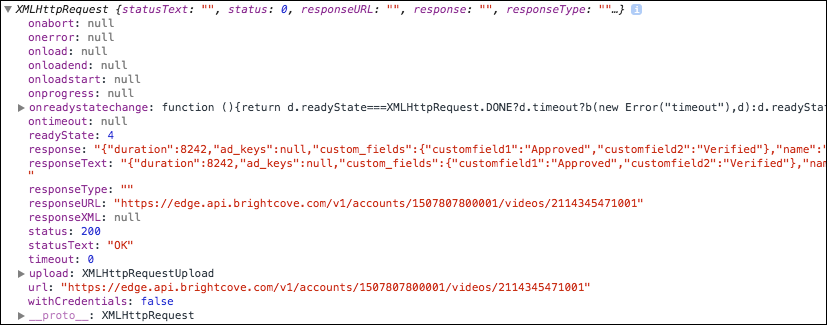 ▼ XMLHttpRequest {statusText: "", status: 0, responseURL: "", response: "", responseType: ""…} i
onabort: null
onerror: null
onload: null
onloadend: null
onloadstart: null
onprogress: null
▶ onreadystatechange: function (){return d.readyState===XMLHttpRequest.DONE?d.timeout?b(new Error("timeout"),d):d.readySta
ontimeout: null
readyState: 4
response: "{"duration":8242,"ad_keys":null,"custom_fields":{"customfield1":"Approved","customfield2":"Verified"},"name":"
responseText: "{"duration":8242,"ad_keys":null,"custom_fields":{"customfield1":"Approved","customfield2":"Verified"},"nam
"
responseType: ""
responseURL: "https://edge.api.brightcove.com/v1/accounts/1507807800001/videos/2114345471001"
responseXML: null
status: 200
statusText: "OK"
timeout: 0
▶ upload: XMLHttpRequestUpload
url: "https://edge.api.brightcove.com/v1/accounts/1507807800001/videos/2114345471001"
withCredentials: false
▶ __proto__: XMLHttpRequest